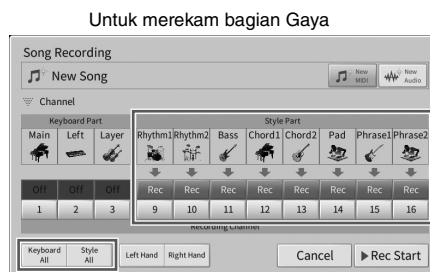 Untuk merekam bagian Gaya
Song Recording
New Song
New MIDI
New Audio
Channel
Keyboard Part
Style Part
Main Left Layer Rhythm1 Rhythm2 Bass Chord1 Chord2 Pad Phrase1 Phrase2
Off Off Off Rec Rec Rec Rec Rec Rec Rec Rec
1 2 3 9 10 11 12 13 14 15 16
Recording Channel
Keyboard All
Style All
Left Hand
Right Hand
Cancel
Rec Start